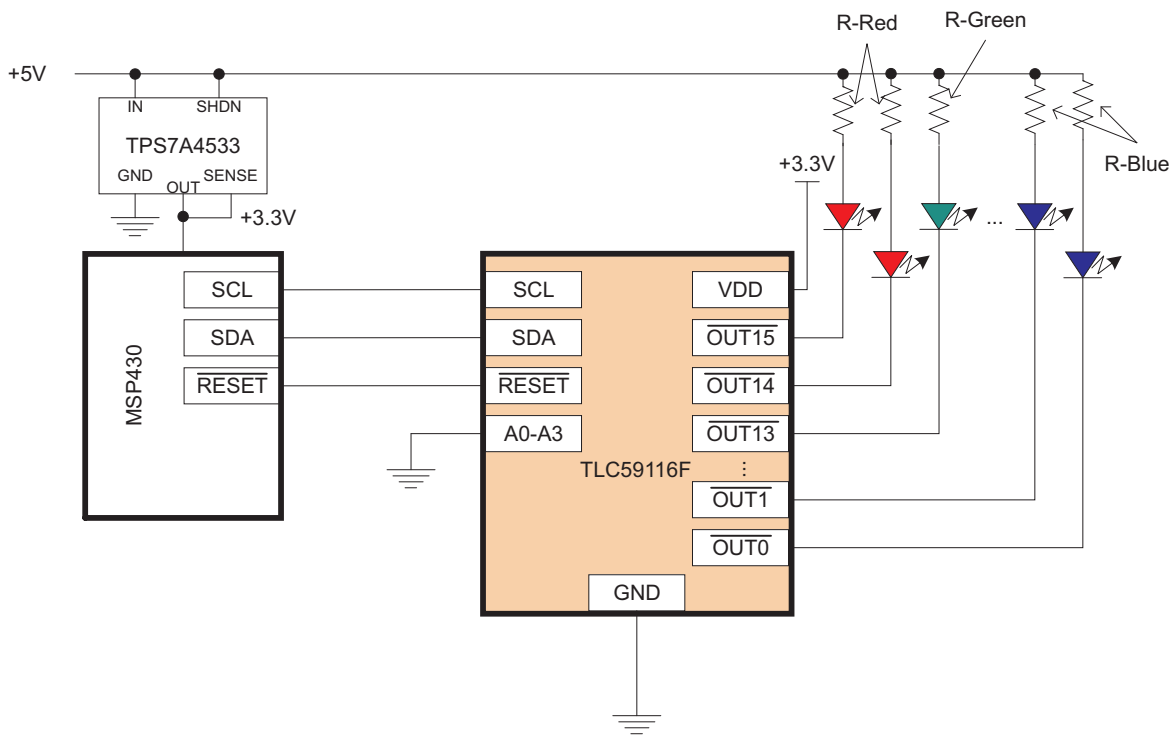 R-Red
R-Green
+5V
IN
SHDN
TPS7A4533
GND
OUT
SENSE
+3.3V
+3.3V
R-Blue
MSP430
SCL
SDA
RESET
SCL
SDA
RESET
A0-A3
TLC59116F
VDD
OUT15
OUT14
OUT13
⋮
OUT1
OUT0
GND
...